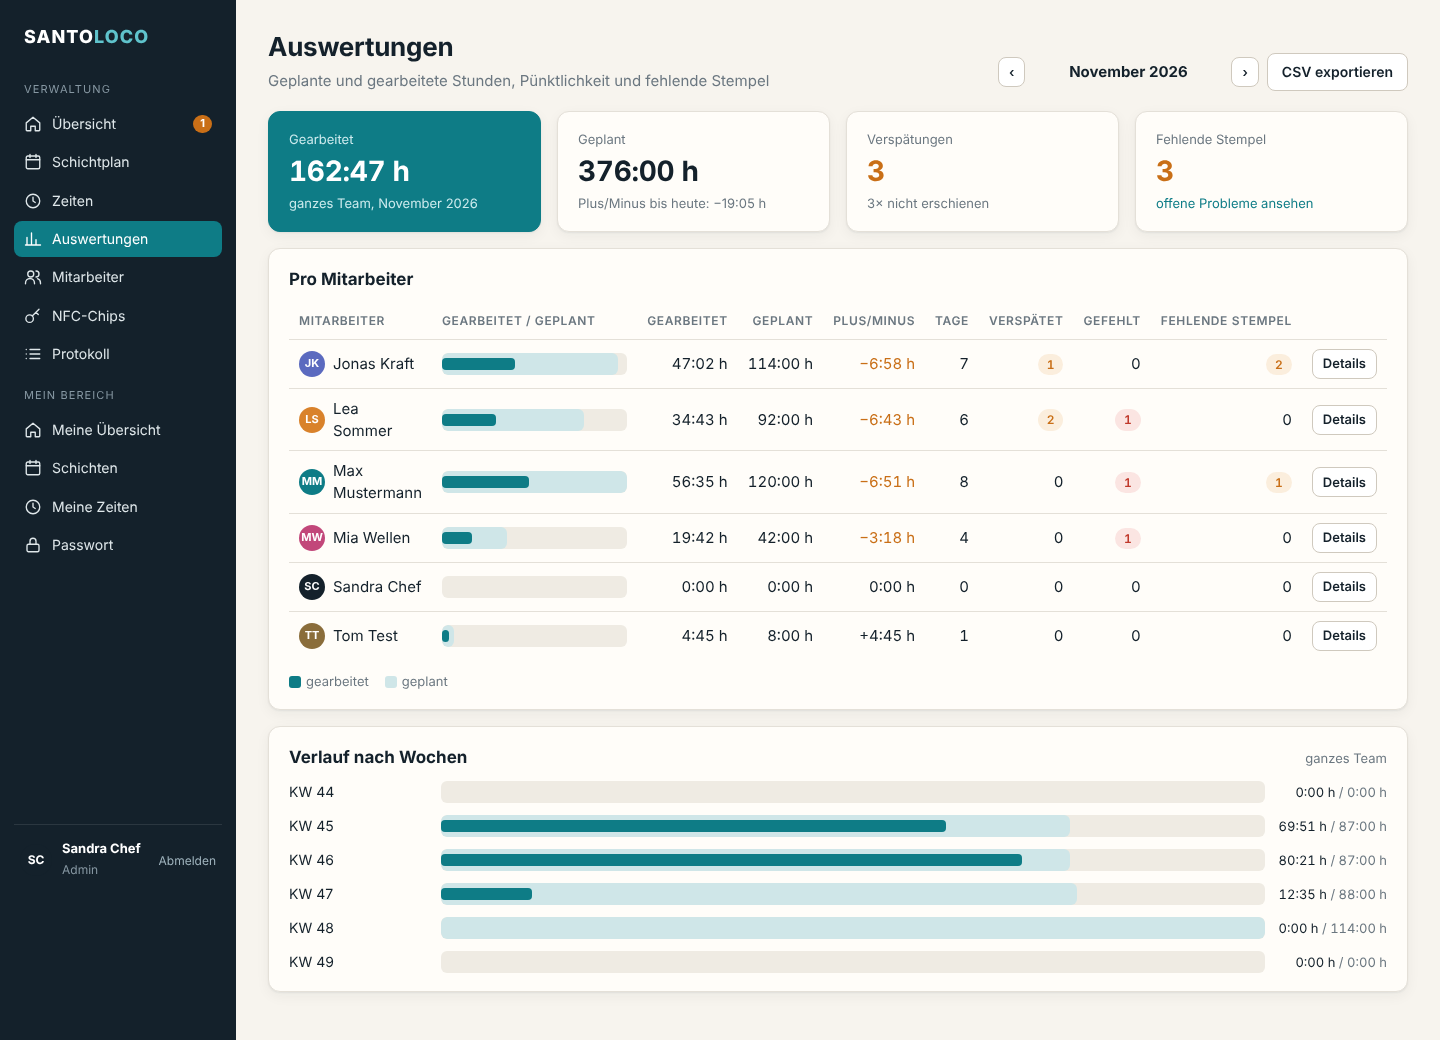 SANTOLOCO
VERWALTUNG
Übersicht 1
Schichtplan
Zeiten
Auswertungen
Mitarbeiter
NFC-Chips
Protokoll
MEIN BEREICH
Meine Übersicht
Schichten
Meine Zeiten
Passwort
SC Sandra Chef
Admin
Abmelden
Auswertungen
Geplante und gearbeitete Stunden, Pünktlichkeit und fehlende Stempel
‹ November 2026 › CSV exportieren
Gearbeitet
162:47 h
ganzes Team, November 2026
Geplant
376:00 h
Plus/Minus bis heute: −19:05 h
Verspätungen
3
3× nicht erschienen
Fehlende Stempel
3
offene Probleme ansehen
Pro Mitarbeiter
MITARBEITER GEARBEITET / GEPLANT GEARBEITET GEPLANT PLUS/MINUS TAGE VERSPÄTET GEFEHLT FEHLENDE STEMPEL
JK Jonas Kraft 47:02 h 114:00 h −6:58 h 7 1 0 2 Details
LS Lea
Sommer 34:43 h 92:00 h −6:43 h 6 2 1 0 Details
MM Max
Mustermann 56:35 h 120:00 h −6:51 h 8 0 1 1 Details
MW Mia Wellen 19:42 h 42:00 h −3:18 h 4 0 1 0 Details
SC Sandra Chef 0:00 h 0:00 h 0:00 h 0 0 0 0 Details
TT Tom Test 4:45 h 8:00 h +4:45 h 1 0 0 0 Details
gearbeitet geplant
Verlauf nach Wochen ganzes Team
KW 44 0:00 h / 0:00 h
KW 45 69:51 h / 87:00 h
KW 46 80:21 h / 87:00 h
KW 47 12:35 h / 88:00 h
KW 48 0:00 h / 114:00 h
KW 49 0:00 h / 0:00 h